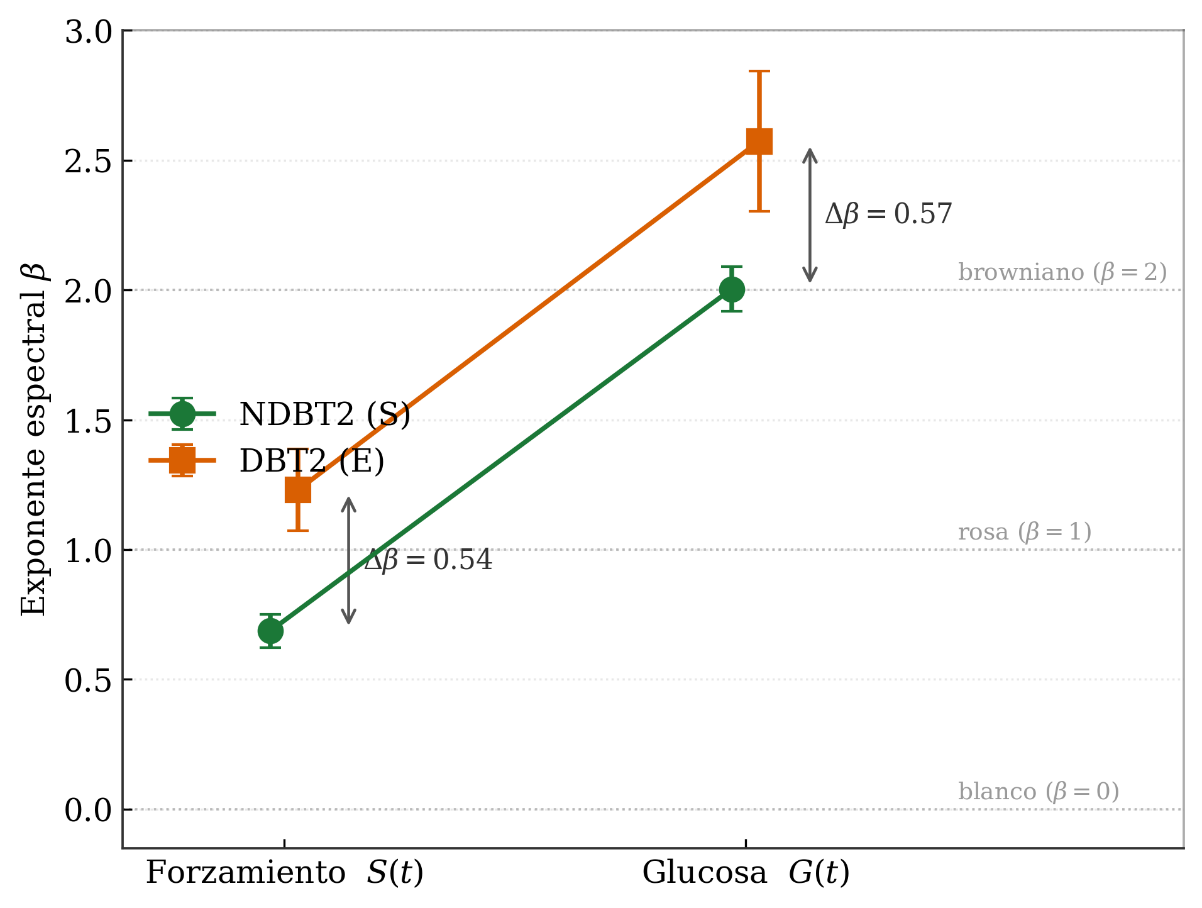 Exponente espectral β
3.0
2.5
2.0
1.5
1.0
0.5
0.0
Δβ = 0.57
browniano (β = 2)
NDBT2 (S)
DBT2 (E)
rosa (β = 1)
Δβ = 0.54
blanco (β = 0)
Forzamiento S(t)
Glucosa G(t)